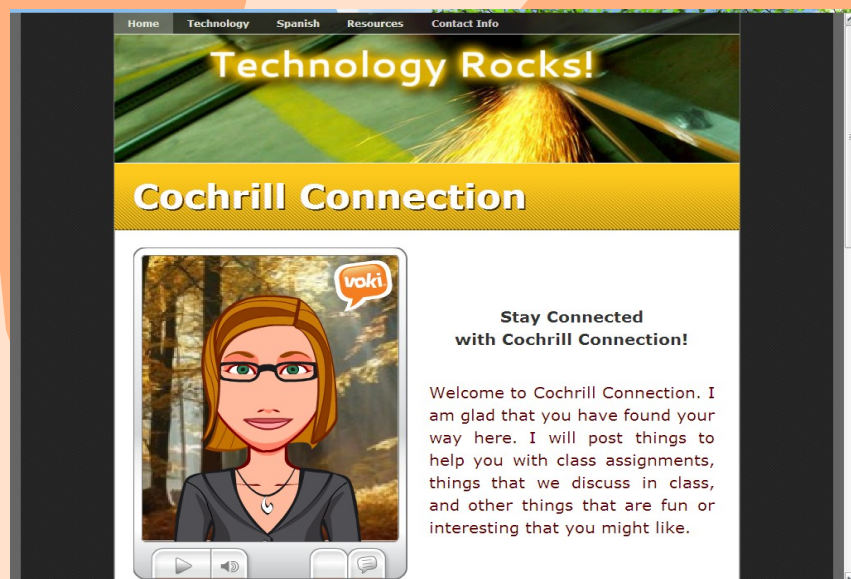 Home Technology Spanish Resources Contact Info
Technology Rocks!
Cochrill Connection
voki
Stay Connected
with Cochrill Connection!
Welcome to Cochrill Connection. I
am glad that you have found your
way here. I will post things to
help you with class assignments,
things that we discuss in class,
and other things that are fun or
interesting that you might like.